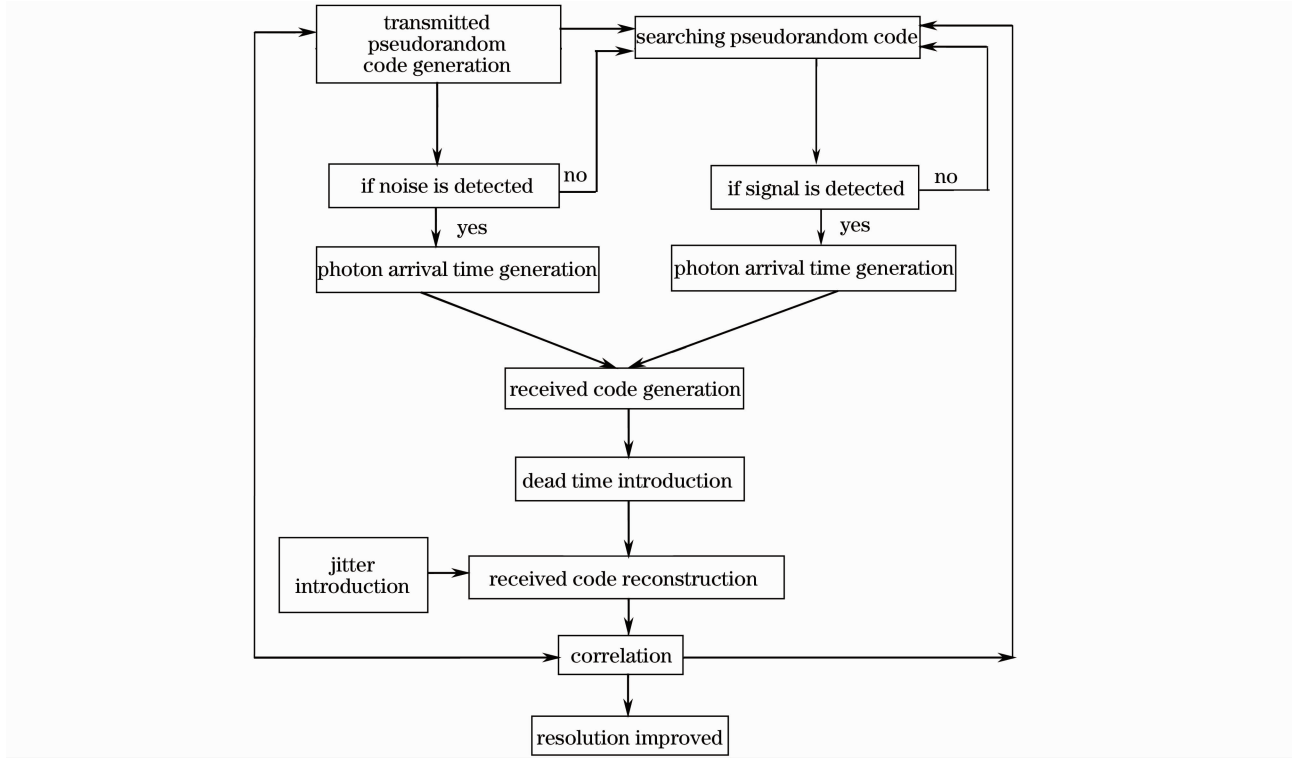 transmitted
pseudorandom
code generation
searching pseudorandom code
if noise is detected
no
if signal is detected
no
yes
yes
photon arrival time generation
photon arrival time generation
received code generation
dead time introduction
jitter
introduction
received code reconstruction
correlation
resolution improved